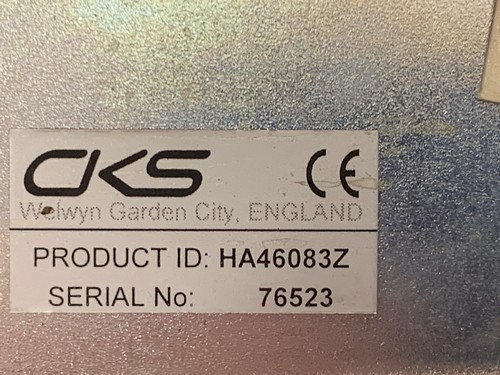 CKS CE
Welwyn Garden City, ENGLAND
PRODUCT ID: HA46083Z
SERIAL No: 76523